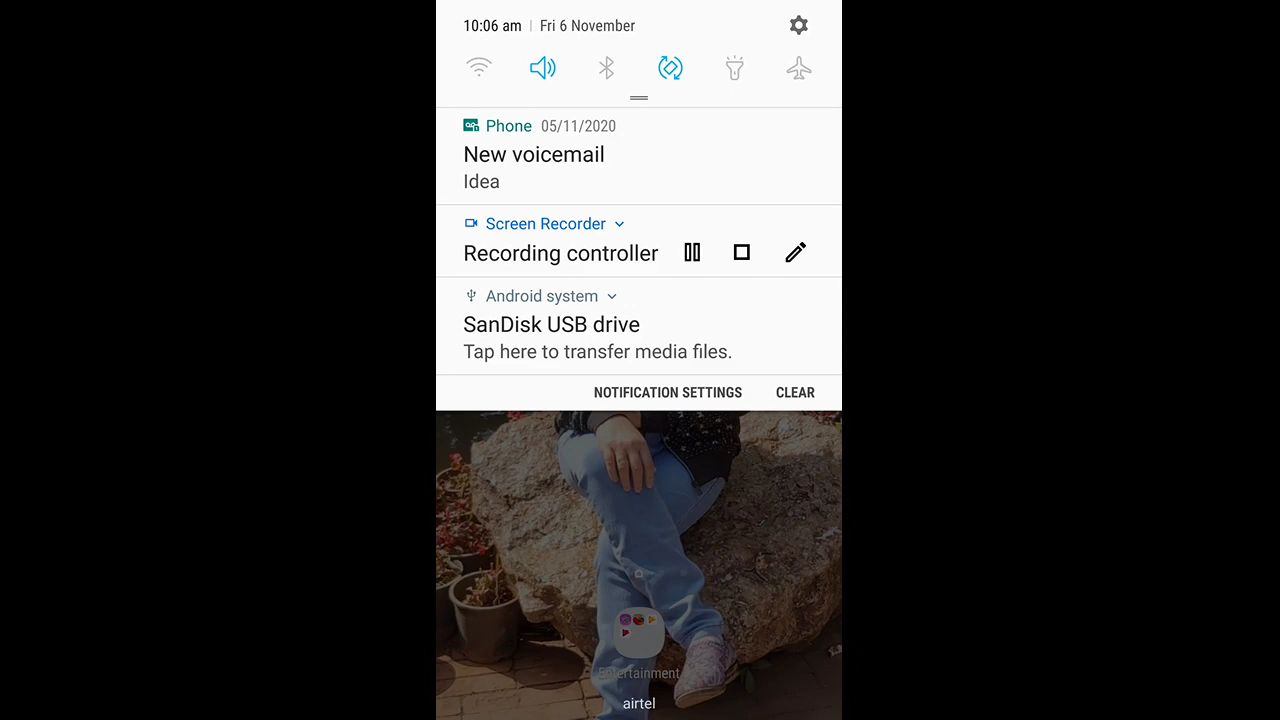 10:06 am | Fri 6 November
Phone 05/11/2020
New voicemail
Idea
Screen Recorder
Recording controller
Android system
SanDisk USB drive
Tap here to transfer media files.
NOTIFICATION SETTINGS CLEAR
Entertainment
airtel